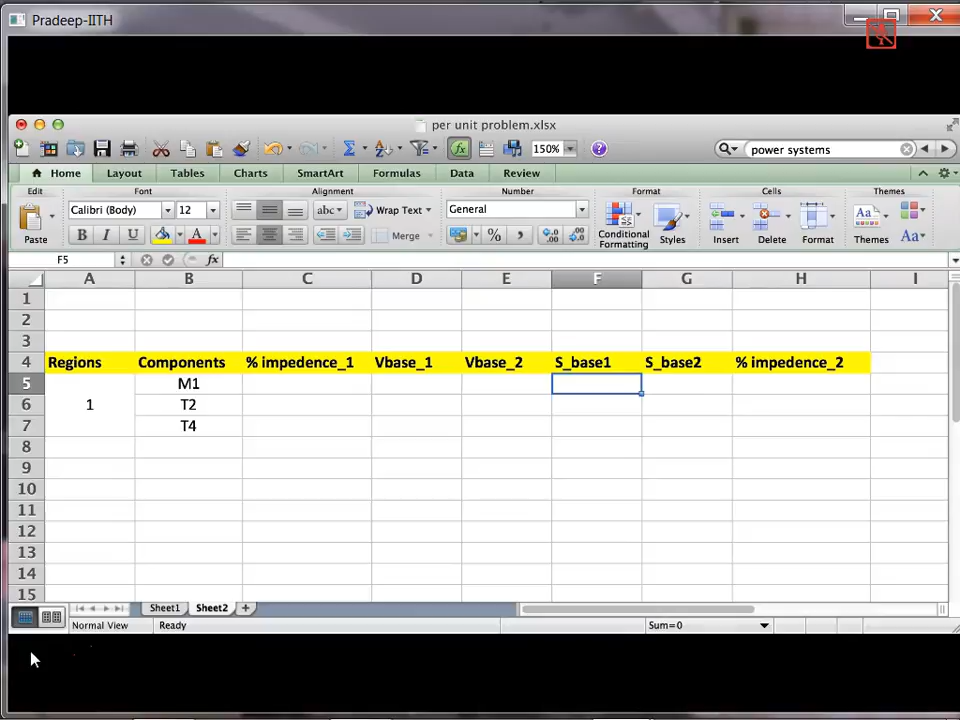 Pradeep-IITH
per unit problem.xlsx
150%
power systems
Home Layout Tables Charts SmartArt Formulas Data Review
Edit Font Alignment Number Format Cells Themes
Paste Calibri (Body) 12 abc Wrap Text General Conditional Formatting Styles Insert Delete Format Aa Themes
B I U A Merge % Aa
F5 fx
A B C D E F G H I
1
2
3
4 Regions Components % impedence_1 Vbase_1 Vbase_2 S_base1 S_base2 % impedence_2
5 M1
6 1 T2
7 T4
8
9
10
11
12
13
14
15
Sheet1 Sheet2
Normal View Ready Sum=0